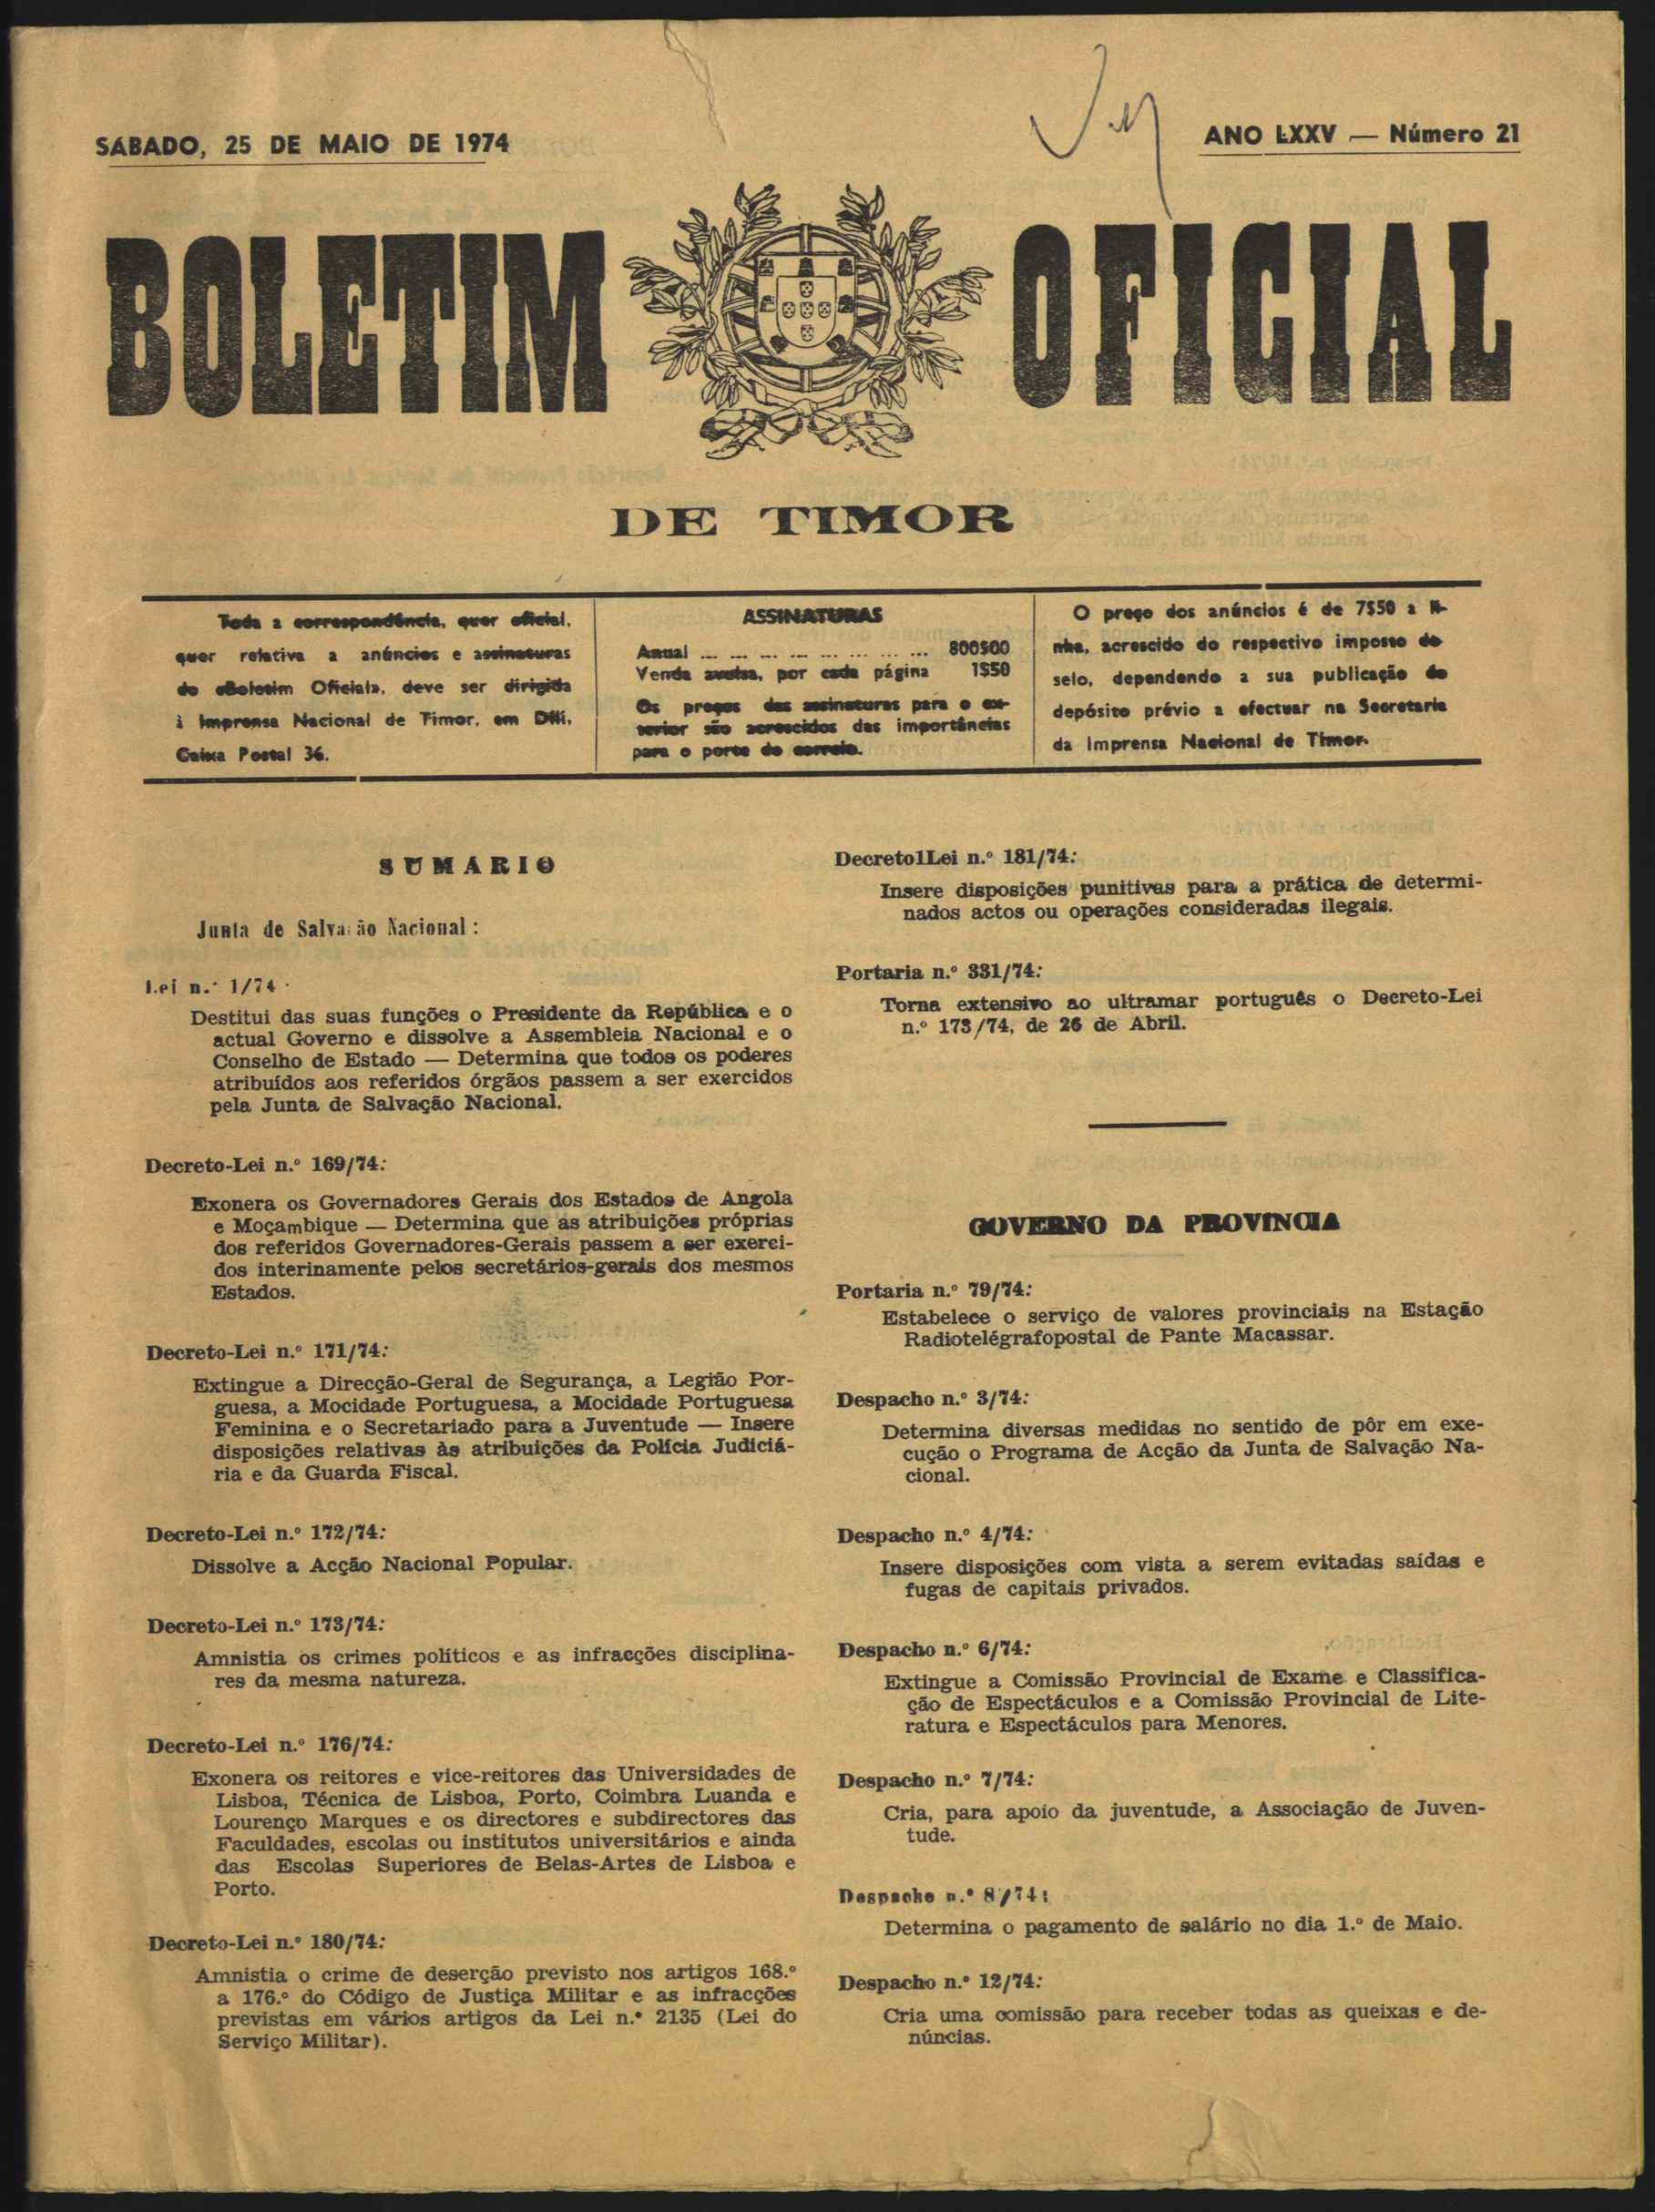 SÁBADO, 25 DE MAIO DE 1974
ANO LXXV — Número 21
BOLETIM OFICIAL
DE TIMOR
Toda a correspondência, quer oficial,
quer relativa a anúncios e assinaturas
do «Boletim Oficial», deve ser dirigida
à Imprensa Nacional de Timor, em Díli,
Caixa Postal 36.
ASSINATURAS
Anual ... ... ... ... ... ... ... ... 800$00
Venda avulsa, por cada página 1$50
Os preços das assinaturas para o ex-
terior são acrescidos das importâncias
para o porte do correio.
O preço dos anúncios é de 7$50 a li-
nha, acrescido do respectivo imposto do
selo, dependendo a sua publicação do
depósito prévio a efectuar na Secretaria
da Imprensa Nacional de Timor.
SUMÁRIO
Junta de Salvação Nacional:
Lei n.º 1/74
Destitui das suas funções o Presidente da República e o
actual Governo e dissolve a Assembleia Nacional e o
Conselho de Estado — Determina que todos os poderes
atribuídos aos referidos órgãos passem a ser exercidos
pela Junta de Salvação Nacional.
Decreto-Lei n.º 169/74:
Exonera os Governadores Gerais dos Estados de Angola
e Moçambique — Determina que as atribuições próprias
dos referidos Governadores-Gerais passem a ser exerci-
dos interinamente pelos secretários-gerais dos mesmos
Estados.
Decreto-Lei n.º 171/74:
Extingue a Direcção-Geral de Segurança, a Legião Por-
guesa, a Mocidade Portuguesa, a Mocidade Portuguesa
Feminina e o Secretariado para a Juventude — Insere
disposições relativas às atribuições da Polícia Judiciá-
ria e da Guarda Fiscal.
Decreto-Lei n.º 172/74:
Dissolve a Acção Nacional Popular.
Decreto-Lei n.º 173/74:
Amnistia os crimes políticos e as infracções disciplina-
res da mesma natureza.
Decreto-Lei n.º 176/74:
Exonera os reitores e vice-reitores das Universidades de
Lisboa, Técnica de Lisboa, Porto, Coimbra Luanda e
Lourenço Marques e os directores e subdirectores das
Faculdades, escolas ou institutos universitários e ainda
das Escolas Superiores de Belas-Artes de Lisboa e
Porto.
Decreto-Lei n.º 180/74:
Amnistia o crime de deserção previsto nos artigos 168.º
a 176.º do Código de Justiça Militar e as infracções
previstas em vários artigos da Lei n.º 2135 (Lei do
Serviço Militar).
Decreto1Lei n.º 181/74:
Insere disposições punitivas para a prática de determi-
nados actos ou operações consideradas ilegais.
Portaria n.º 331/74:
Torna extensivo ao ultramar português o Decreto-Lei
n.º 173/74, de 26 de Abril.
GOVERNO DA PROVINCIA
Portaria n.º 79/74:
Estabelece o serviço de valores provinciais na Estação
Radiotelégrafopostal de Pante Macassar.
Despacho n.º 3/74:
Determina diversas medidas no sentido de pôr em exe-
cução o Programa de Acção da Junta de Salvação Na-
cional.
Despacho n.º 4/74:
Insere disposições com vista a serem evitadas saídas e
fugas de capitais privados.
Despacho n.º 6/74:
Extingue a Comissão Provincial de Exame e Classifica-
ção de Espectáculos e a Comissão Provincial de Lite-
ratura e Espectáculos para Menores.
Despacho n.º 7/74:
Cria, para apoio da juventude, a Associação de Juven-
tude.
Despacho n.º 8/74:
Determina o pagamento de salário no dia 1.º de Maio.
Despacho n.º 12/74:
Cria uma comissão para receber todas as queixas e de-
núncias.